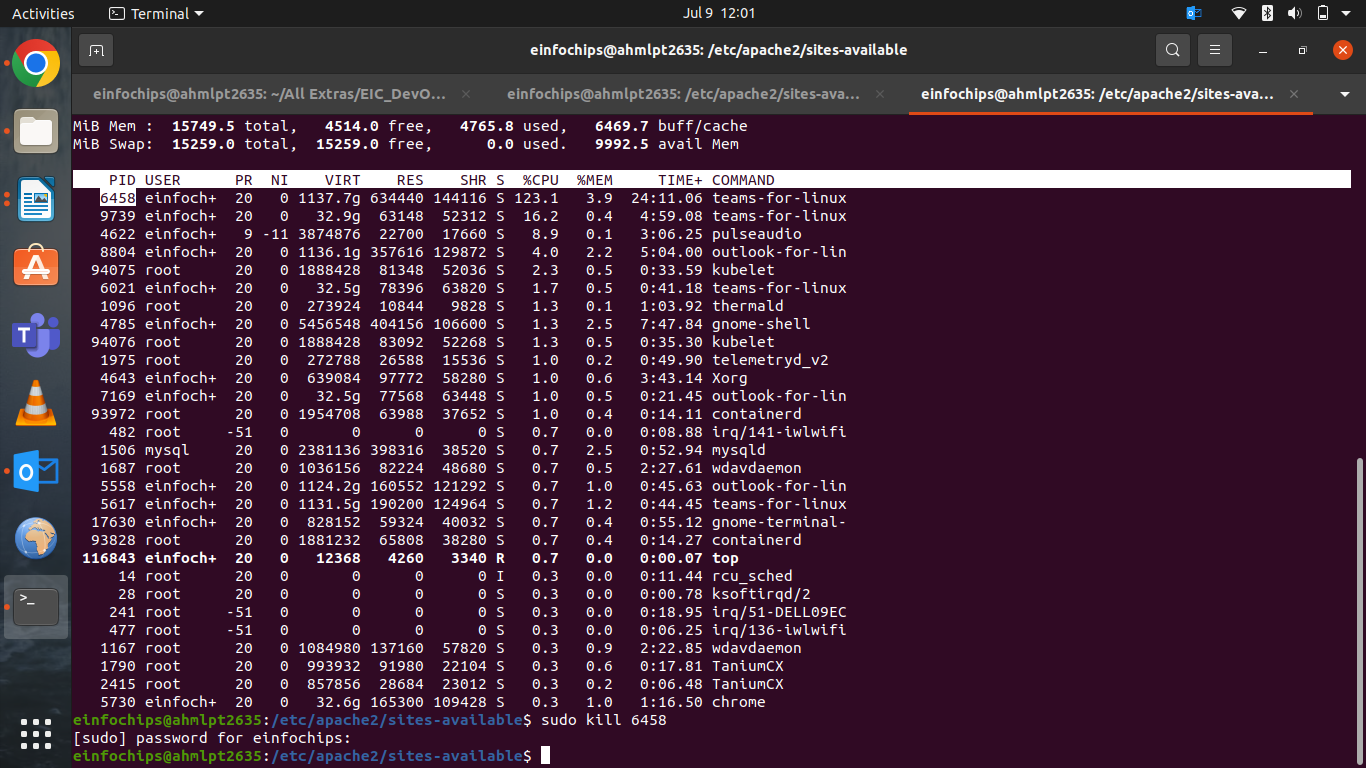 Activities Terminal Jul 9 12:01
einfochips@ahmlpt2635: /etc/apache2/sites-available
einfochips@ahmlpt2635: ~/All Extras/EIC_DevO... einfochips@ahmlpt2635: /etc/apache2/sites-ava... einfochips@ahmlpt2635: /etc/apache2/sites-ava...
MiB Mem : 15749.5 total, 4514.0 free, 4765.8 used, 6469.7 buff/cache
MiB Swap: 15259.0 total, 15259.0 free, 0.0 used. 9992.5 avail Mem
PID USER PR NI VIRT RES SHR S %CPU %MEM TIME+ COMMAND
6458 einfoch+ 20 0 1137.7g 634440 144116 S 123.1 3.9 24:11.06 teams-for-linux
9739 einfoch+ 20 0 32.9g 63148 52312 S 16.2 0.4 4:59.08 teams-for-linux
4622 einfoch+ 9 -11 3874876 22700 17660 S 8.9 0.1 3:06.25 pulseaudio
8804 einfoch+ 20 0 1136.1g 357616 129872 S 4.0 2.2 5:04.00 outlook-for-lin
94075 root 20 0 1888428 81348 52036 S 2.3 0.5 0:33.59 kubelet
6021 einfoch+ 20 0 32.5g 78396 63820 S 1.7 0.5 0:41.18 teams-for-linux
1096 root 20 0 273924 10844 9828 S 1.3 0.1 1:03.92 thermald
4785 einfoch+ 20 0 5456548 404156 106600 S 1.3 2.5 7:47.84 gnome-shell
94076 root 20 0 1888428 83092 52268 S 1.3 0.5 0:35.30 kubelet
1975 root 20 0 272788 26588 15536 S 1.0 0.2 0:49.90 telemetryd_v2
4643 einfoch+ 20 0 639084 97772 58280 S 1.0 0.6 3:43.14 Xorg
7169 einfoch+ 20 0 32.5g 77568 63448 S 1.0 0.5 0:21.45 outlook-for-lin
93972 root 20 0 1954708 63988 37652 S 1.0 0.4 0:14.11 containerd
482 root -51 0 0 0 0 S 0.7 0.0 0:08.88 irq/141-iwlwifi
1506 mysql 20 0 2381136 398316 38520 S 0.7 2.5 0:52.94 mysqld
1687 root 20 0 1036156 82224 48680 S 0.7 0.5 2:27.61 wdavdaemon
5558 einfoch+ 20 0 1124.2g 160552 121292 S 0.7 1.0 0:45.63 outlook-for-lin
5617 einfoch+ 20 0 1131.5g 190200 124964 S 0.7 1.2 0:44.45 teams-for-linux
17630 einfoch+ 20 0 828152 59324 40032 S 0.7 0.4 0:55.12 gnome-terminal-
93828 root 20 0 1881232 65808 38280 S 0.7 0.4 0:14.27 containerd
116843 einfoch+ 20 0 12368 4260 3340 R 0.7 0.0 0:00.07 top
14 root 20 0 0 0 0 I 0.3 0.0 0:11.44 rcu_sched
28 root 20 0 0 0 0 S 0.3 0.0 0:00.78 ksoftirqd/2
241 root -51 0 0 0 0 S 0.3 0.0 0:18.95 irq/51-DELL09EC
477 root -51 0 0 0 0 S 0.3 0.0 0:06.25 irq/136-iwlwifi
1167 root 20 0 1084980 137160 57820 S 0.3 0.9 2:22.85 wdavdaemon
1790 root 20 0 993932 91980 22104 S 0.3 0.6 0:17.81 TaniumCX
2415 root 20 0 857856 28684 23012 S 0.3 0.2 0:06.48 TaniumCX
5730 einfoch+ 20 0 32.6g 165300 109428 S 0.3 1.0 1:16.50 chrome
einfochips@ahmlpt2635:/etc/apache2/sites-available$ sudo kill 6458
[sudo] password for einfochips:
einfochips@ahmlpt2635:/etc/apache2/sites-available$